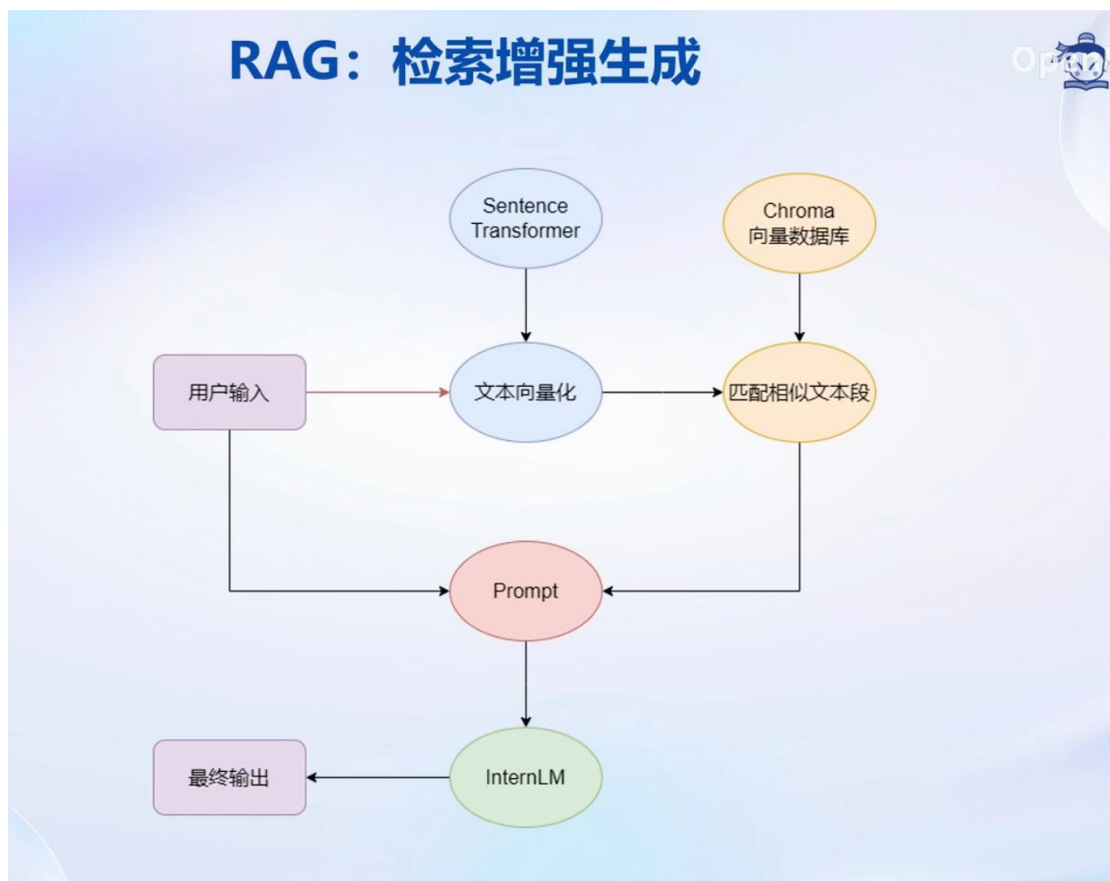 RAG：检索增强生成
Open
Sentence
Transformer
Chroma
向量数据库
用户输入
文本向量化
匹配相似文本段
Prompt
最终输出
InternLM